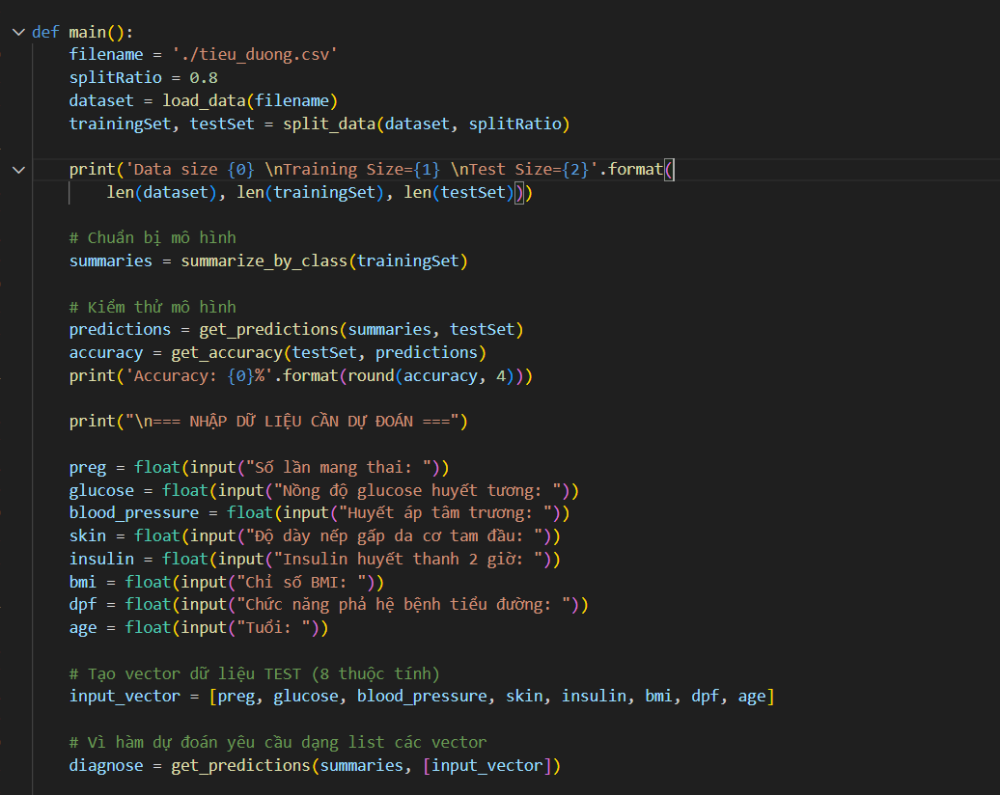 def main():
filename = './tieu_duong.csv'
splitRatio = 0.8
dataset = load_data(filename)
trainingSet, testSet = split_data(dataset, splitRatio)
print('Data size {0} \nTraining Size={1} \nTest Size={2}'.format(
len(dataset), len(trainingSet), len(testSet)))
# Chuẩn bị mô hình
summaries = summarize_by_class(trainingSet)
# Kiểm thử mô hình
predictions = get_predictions(summaries, testSet)
accuracy = get_accuracy(testSet, predictions)
print('Accuracy: {0}%'.format(round(accuracy, 4)))
print("\n=== NHẬP DỮ LIỆU CẦN DỰ ĐOÁN ===")
preg = float(input("Số lần mang thai: "))
glucose = float(input("Nồng độ glucose huyết tương: "))
blood_pressure = float(input("Huyết áp tâm trương: "))
skin = float(input("Độ dày nếp gấp da cơ tam đầu: "))
insulin = float(input("Insulin huyết thanh 2 giờ: "))
bmi = float(input("Chỉ số BMI: "))
dpf = float(input("Chức năng phả hệ bệnh tiểu đường: "))
age = float(input("Tuổi: "))
# Tạo vector dữ liệu TEST (8 thuộc tính)
input_vector = [preg, glucose, blood_pressure, skin, insulin, bmi, dpf, age]
# Vì hàm dự đoán yêu cầu dạng list các vector
diagnose = get_predictions(summaries, [input_vector])